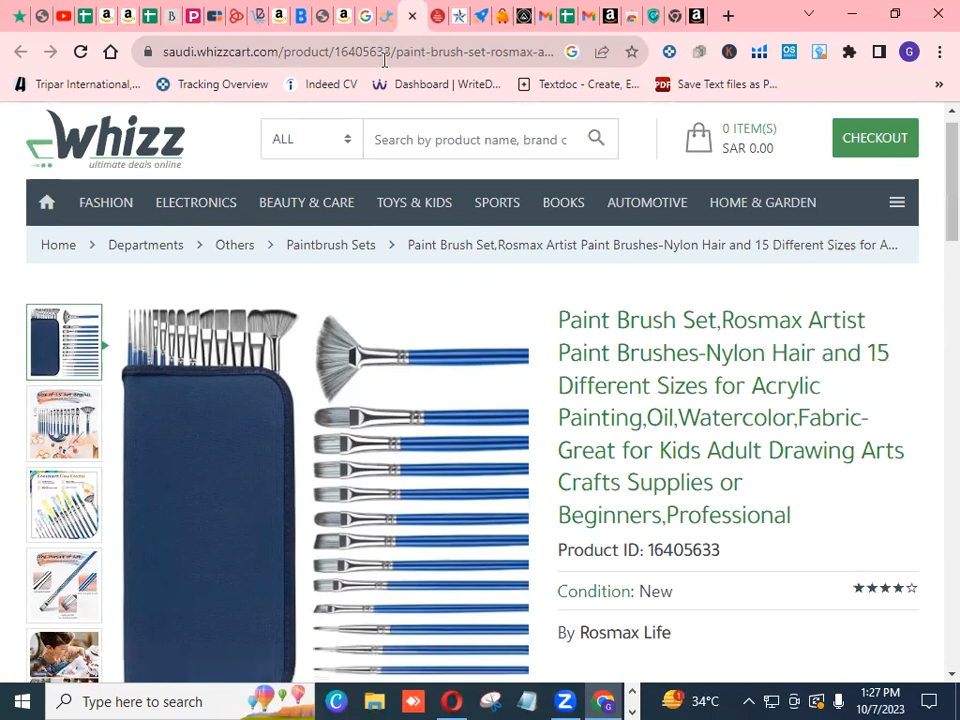 saudi.whizzcart.com/product/16405633/paint-brush-set-rosmax-a...
Tripar International,...
Tracking Overview
Indeed CV
Dashboard | WriteD...
Textdoc - Create, E...
Save Text files as P...
»
Whizz
ultimate deals online
ALL
Search by product name, brand c
0 ITEM(S)
SAR 0.00
CHECKOUT
FASHION
ELECTRONICS
BEAUTY & CARE
TOYS & KIDS
SPORTS
BOOKS
AUTOMOTIVE
HOME & GARDEN
Home > Departments > Others > Paintbrush Sets > Paint Brush Set,Rosmax Artist Paint Brushes-Nylon Hair and 15 Different Sizes for A...
Paint Brush Set,Rosmax Artist
Paint Brushes-Nylon Hair and 15
Different Sizes for Acrylic
Painting,Oil,Watercolor,Fabric-
Great for Kids Adult Drawing Arts
Crafts Supplies or
Beginners,Professional
Product ID: 16405633
Condition: New
By Rosmax Life
Type here to search
34°C
1:27 PM
10/7/2023